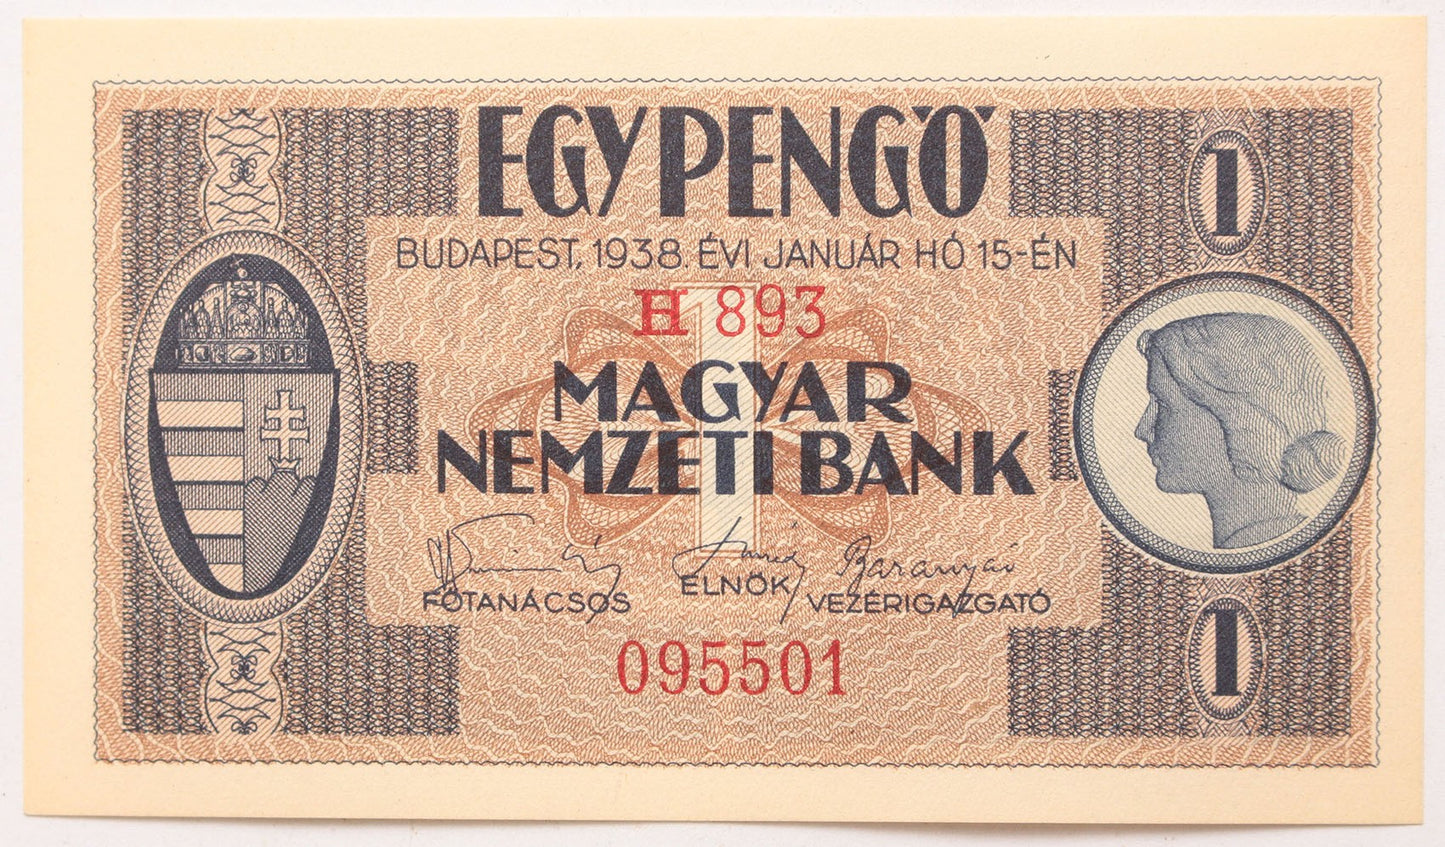 EGY PENGŐ
BUDAPEST, 1938. ÉVI JANUÁR HÓ 15-ÉN
H 893
MAGYAR
NEMZETI BANK
Baranyai
FŐTANÁCSOS ELNÖK VEZÉRIGAZGATÓ
095501
1
1
1